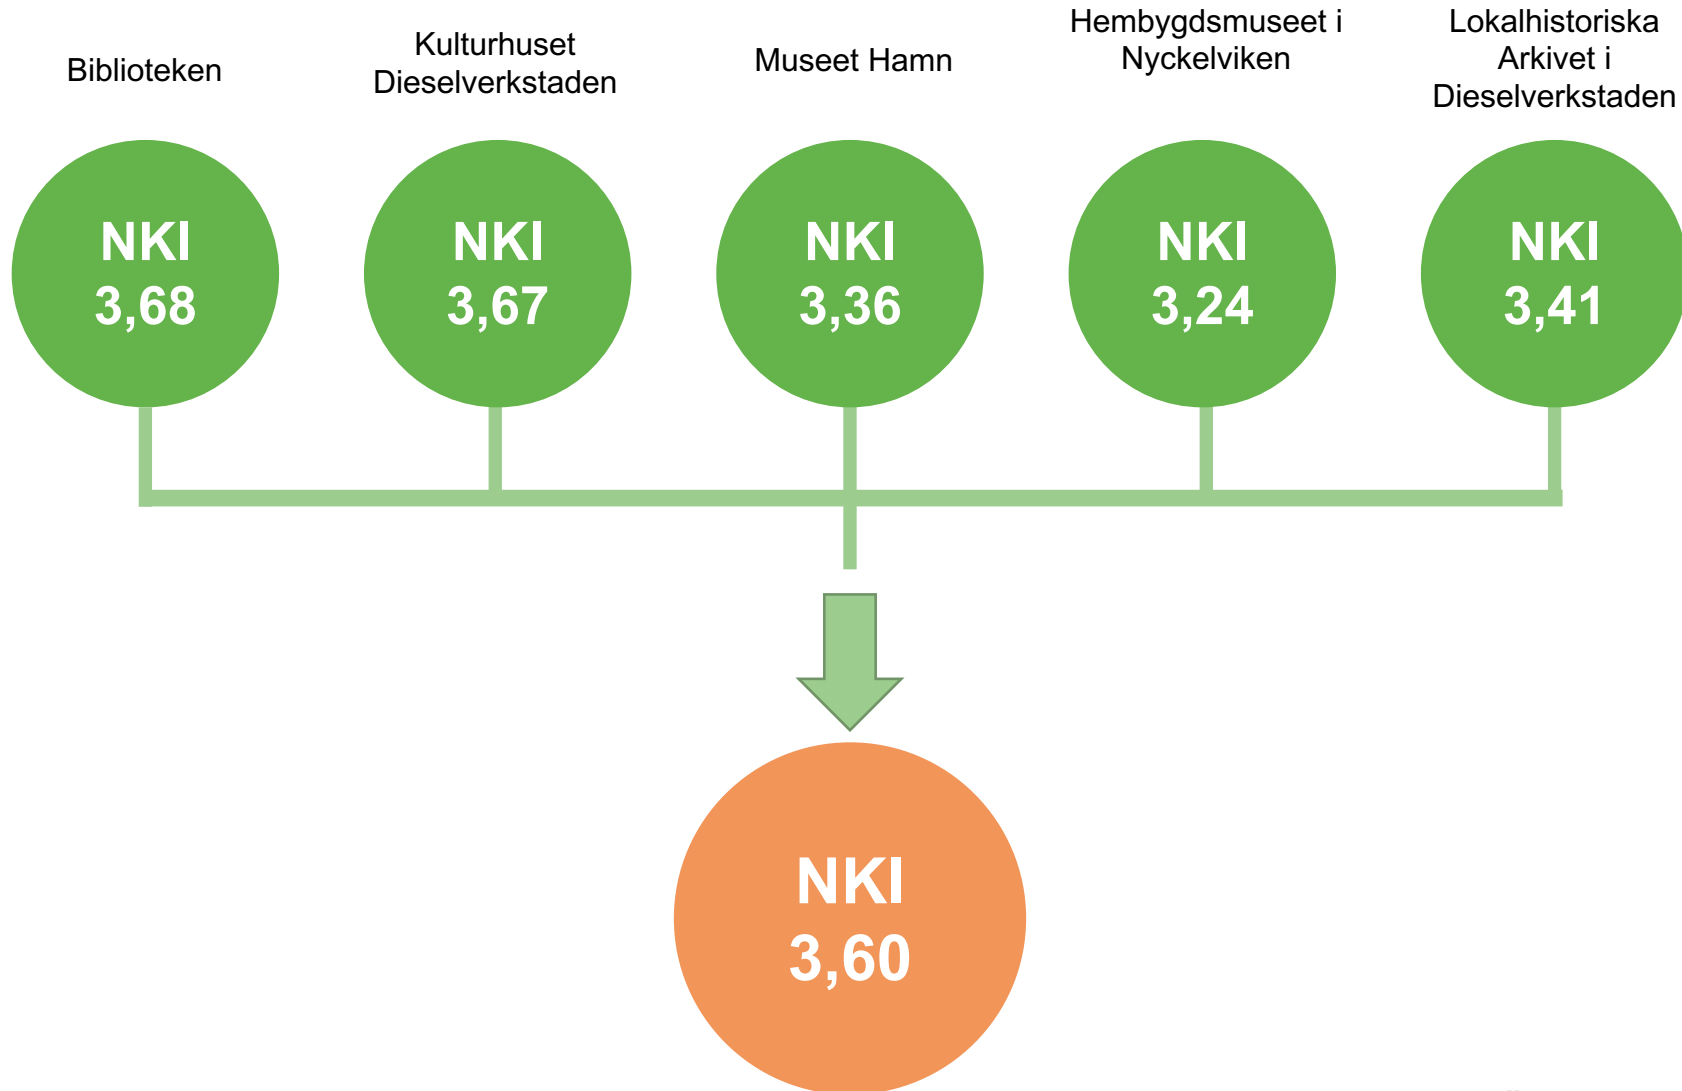 Biblioteken
Kulturhuset
Dieselverkstaden
Museet Hamn
Hembygdsmuseet i
Nyckelviken
Lokalhistoriska
Arkivet i
Dieselverkstaden
NKI
3,68
NKI
3,67
NKI
3,36
NKI
3,24
NKI
3,41
NKI
3,60